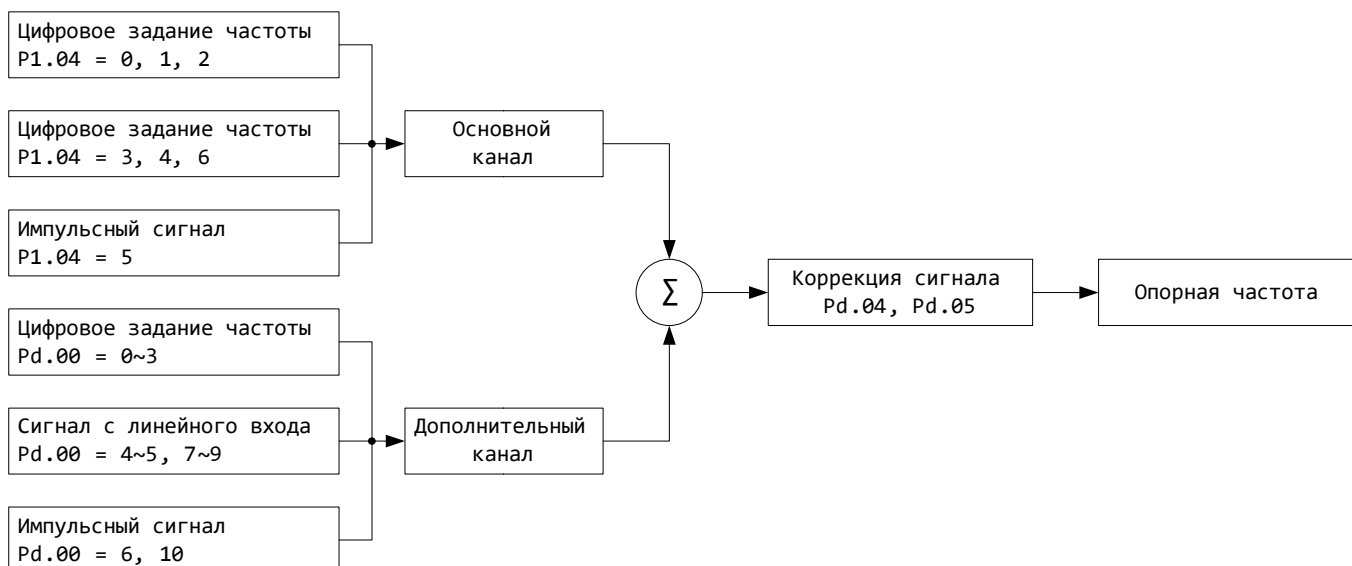 Цифровое задание частоты
P1.04 = 0, 1, 2
Цифровое задание частоты
P1.04 = 3, 4, 6
Импульсный сигнал
P1.04 = 5
Основной
канал
Цифровое задание частоты
Pd.00 = 0~3
Сигнал с линейного входа
Pd.00 = 4~5, 7~9
Импульсный сигнал
Pd.00 = 6, 10
Дополнительный
канал
Σ
Коррекция сигнала
Pd.04, Pd.05
Опорная частота